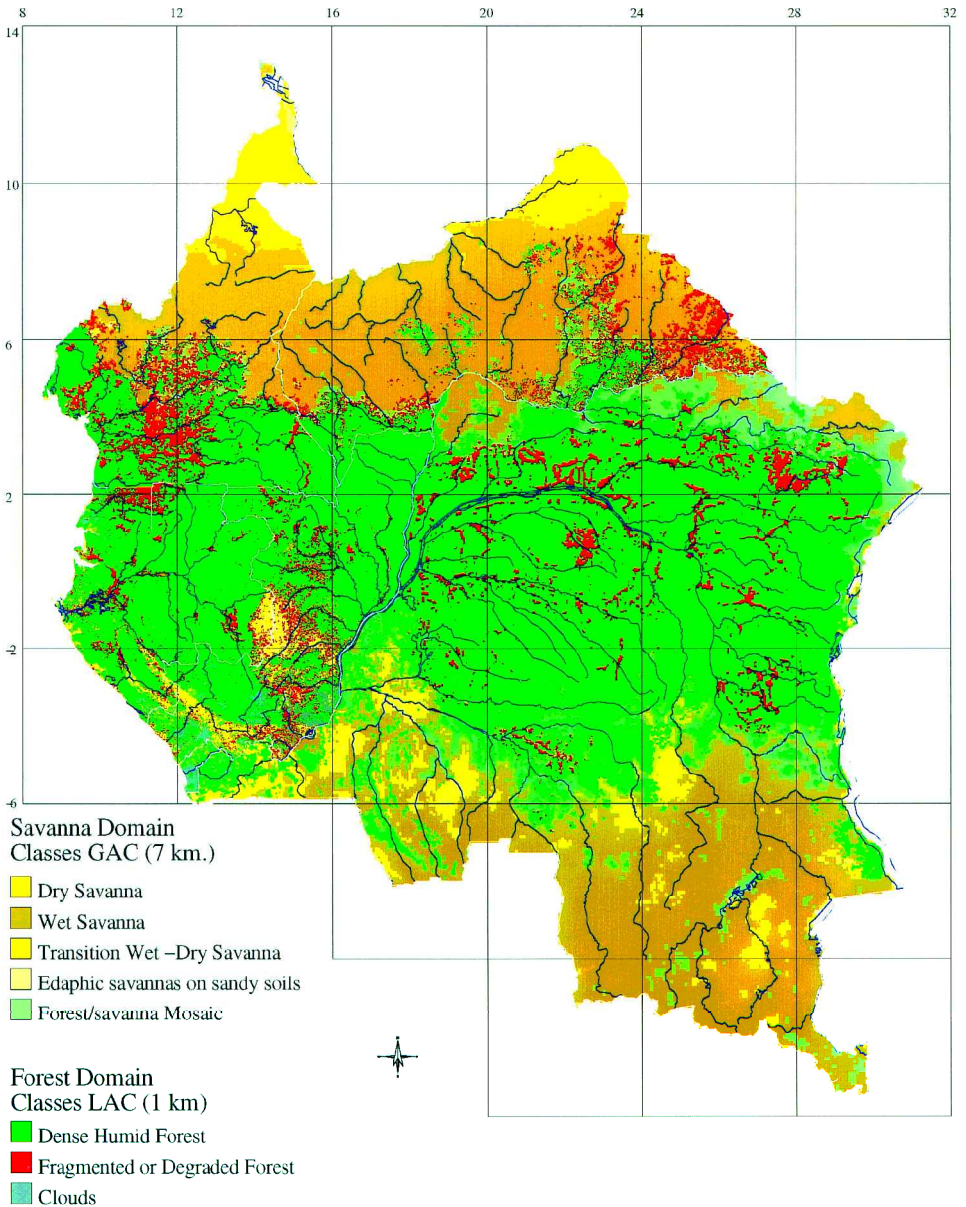 8 12 16 20 24 28 32
14
10
6
2
-2
-6
Savanna Domain
Classes GAC (7 km.)
Dry Savanna
Wet Savanna
Transition Wet –Dry Savanna
Edaphic savannas on sandy soils
Forest/savanna Mosaic
Forest Domain
Classes LAC (1 km)
Dense Humid Forest
Fragmented or Degraded Forest
Clouds